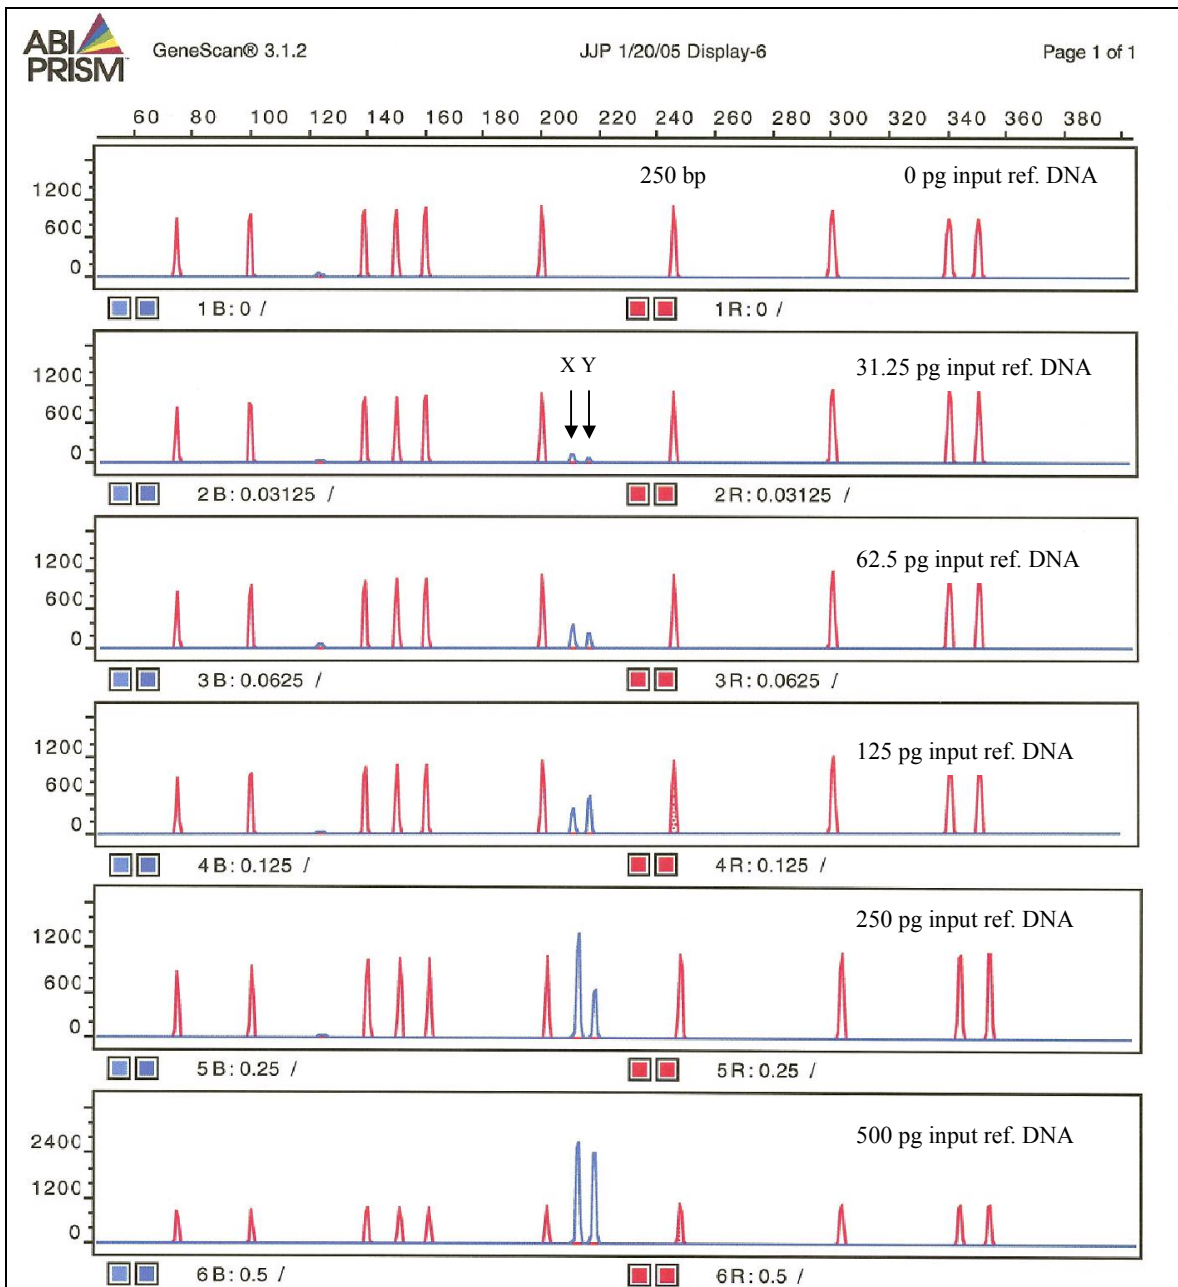 ABI PRISM GeneScan® 3.1.2 JJP 1/20/05 Display-6 Page 1 of 1
60 80 100 120 140 160 180 200 220 240 260 280 300 320 340 360 380
250 bp 0 pg input ref. DNA
1200
600
0
1B:0 / 1R:0 /
X Y 31.25 pg input ref. DNA
1200
600
0
2B:0.03125 / 2R:0.03125 /
62.5 pg input ref. DNA
1200
600
0
3B:0.0625 / 3R:0.0625 /
125 pg input ref. DNA
1200
600
0
4B:0.125 / 4R:0.125 /
250 pg input ref. DNA
1200
600
0
5B:0.25 / 5R:0.25 /
500 pg input ref. DNA
2400
1200
0
6B:0.5 / 6R:0.5 /